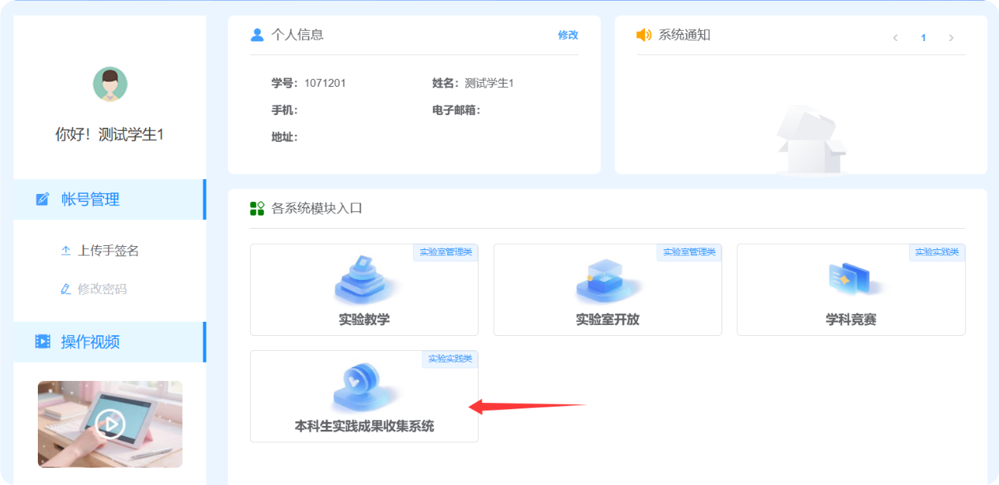 你好！测试学生1
帐号管理
上传手签名
修改密码
操作视频
个人信息
修改
学号：1071201
姓名：测试学生1
手机：
电子邮箱：
地址：
系统通知
1
各系统模块入口
实验室管理类
实验教学
实验室管理类
实验室开放
实验实践类
学科竞赛
实验实践类
本科生实践成果收集系统